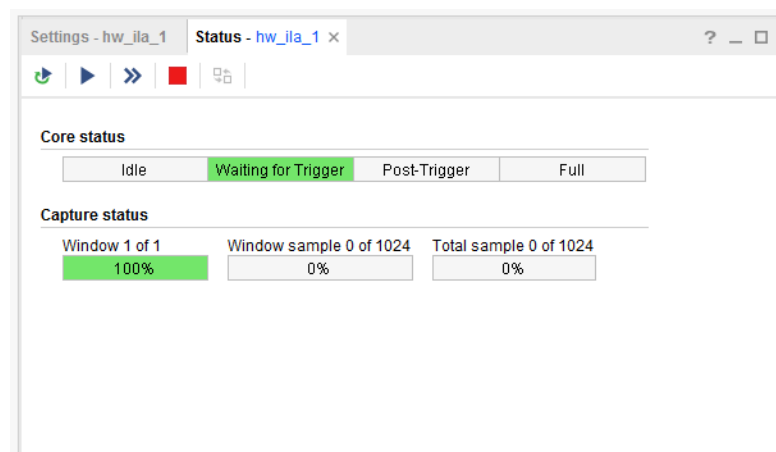 Settings - hw_ila_1 Status - hw_ila_1 × ?
Core status
Idle Waiting for Trigger Post-Trigger Full
Capture status
Window 1 of 1 Window sample 0 of 1024 Total sample 0 of 1024
100% 0% 0%